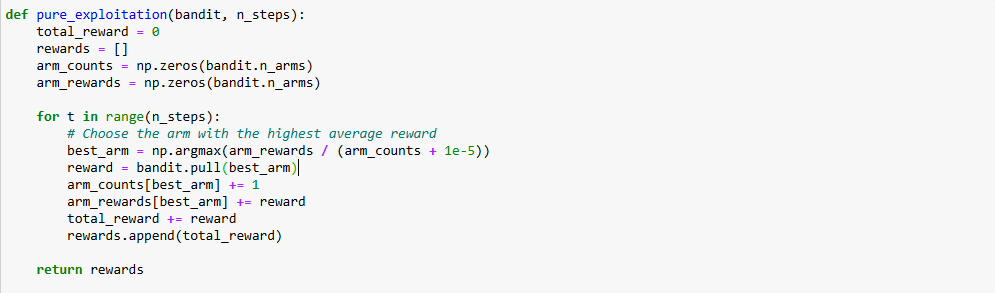 def pure_exploitation(bandit, n_steps):
    total_reward = 0
    rewards = []
    arm_counts = np.zeros(bandit.n_arms)
    arm_rewards = np.zeros(bandit.n_arms)

    for t in range(n_steps):
        # Choose the arm with the highest average reward
        best_arm = np.argmax(arm_rewards / (arm_counts + 1e-5))
        reward = bandit.pull(best_arm)
        arm_counts[best_arm] += 1
        arm_rewards[best_arm] += reward
        total_reward += reward
        rewards.append(total_reward)

    return rewards